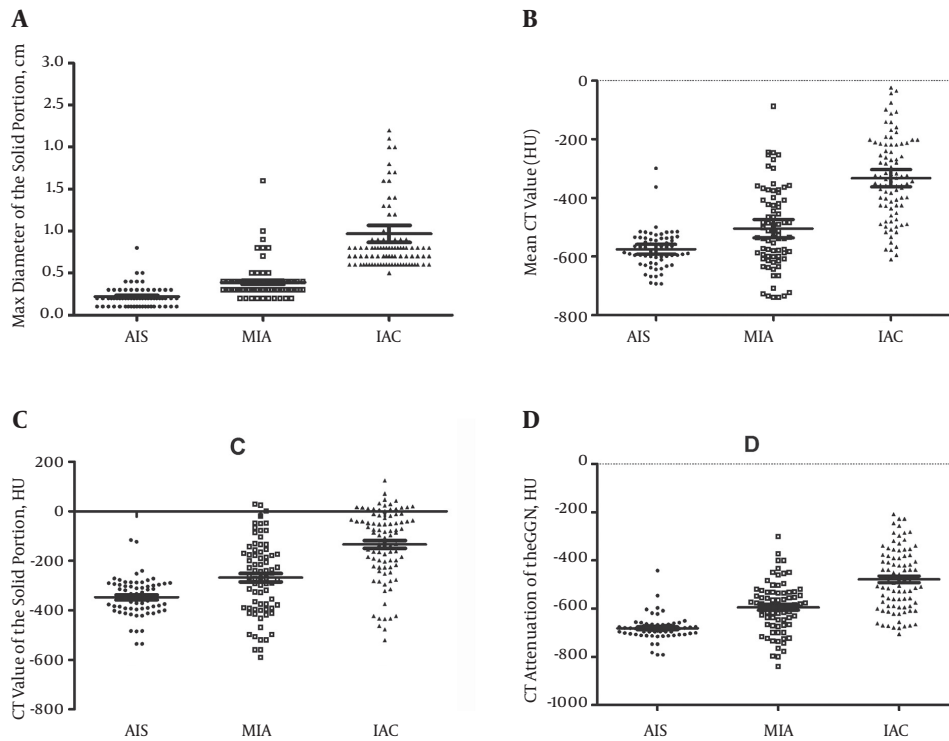 A
Max Diameter of the Solid Portion, cm
3.0
2.5
3.0
1.0
1.0
0.5
0.0
AIS
MIA
IAC
B
Mean CT Value (HU)
0
-200
-400
-600
-800
AIS
MIA
IAC
C
C
CT Value of the Solid Portion, HU
200
0
-200
-400
-600
-800
AIS
MIA
IAC
D
D
CT Attenuation of theGGN, HU
0
-200
-400
-600
-800
-1000
AIS
MIA
IAC